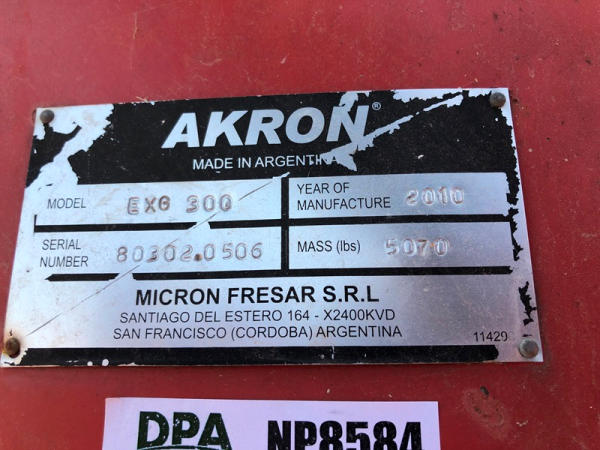 AKRON®
MADE IN ARGENTINA
MODEL EXG 300
YEAR OF MANUFACTURE 2010
SERIAL NUMBER 80302.0506
MASS (lbs) 5070
MICRON FRESAR S.R.L
SANTIAGO DEL ESTERO 164 - X2400KVD
SAN FRANCISCO (CORDOBA) ARGENTINA
11429
DPA NP8584